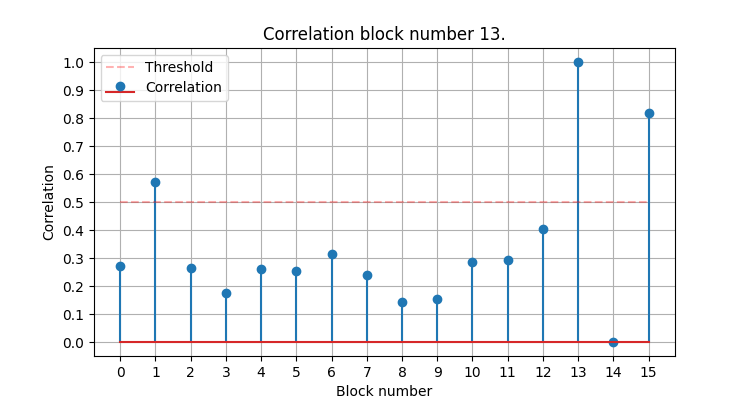 Correlation block number 13.
Threshold
Correlation
Correlation
1.0
0.9
0.8
0.7
0.6
0.5
0.4
0.3
0.2
0.1
0.0
0 1 2 3 4 5 6 7 8 9 10 11 12 13 14 15
Block number